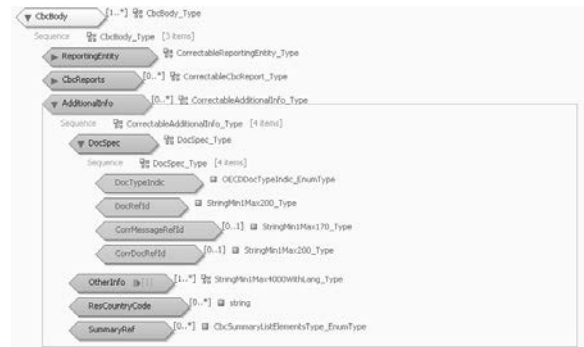 CbcBody [1..*] CbcBody_Type
Sequence CbcBody_Type [3 items]
ReportingEntity CorrectableReportingEntity_Type
CbcReports [0..*] CorrectableCbcReport_Type
AdditionalInfo [0..*] CorrectableAdditionalInfo_Type
Sequence CorrectableAdditionalInfo_Type [4 items]
DocSpec DocSpec_Type
Sequence DocSpec_Type [4 items]
DocTypeIndic OECDDocTypeIndic_EnumType
DocRefId StringMin1Max200_Type
CorrMessageRefId [0..1] StringMin1Max170_Type
CorrDocRefId [0..1] StringMin1Max200_Type
OtherInfo [1..*] StringMin1Max4000WithLang_Type
ResCountryCode [0..*] string
SummaryRef [0..*] CbcSummaryListElementsType_EnumType